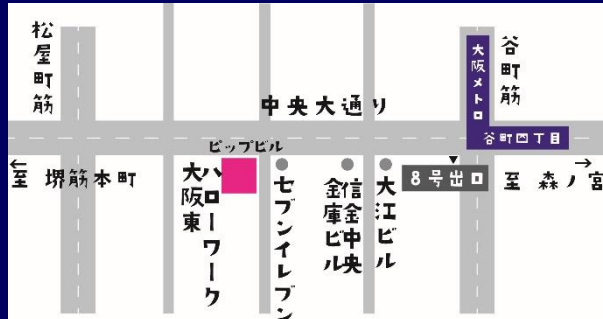 松屋町筋
谷町筋
大阪メトロ
中央大通り
谷町四丁目
ピップビル
←
至 堺筋本町
8号出口
→
至 森ノ宮
ハローワーク
大阪東
セブンイレブン
信金中央
金庫ビル
大江ビル